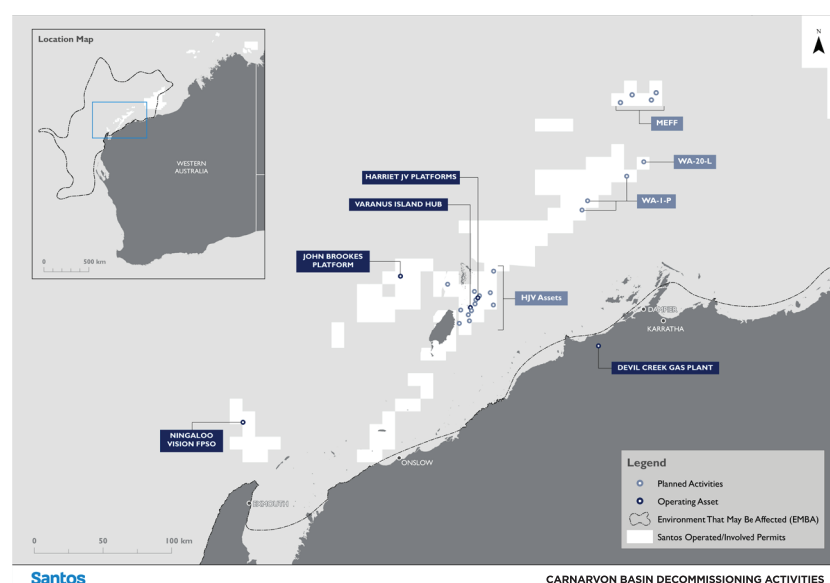 Location Map
WESTERN
AUSTRALIA
0 500 km
N
MEFF
WA-20-L
HARRIET JV PLATFORMS
WA-1-P
VARANUS ISLAND HUB
JOHN BROOKES
PLATFORM
HJV Assets
DAMPIER
KARRATHA
DEVIL CREEK GAS PLANT
NINGALOO
VISION FPSO
ONSLOW
EXMOUTH
Legend
Planned Activities
Operating Asset
Environment That May Be Affected (EMBA)
Santos Operated/Involved Permits
0 50 100 km
Santos
CARNARVON BASIN DECOMMISSIONING ACTIVITIES